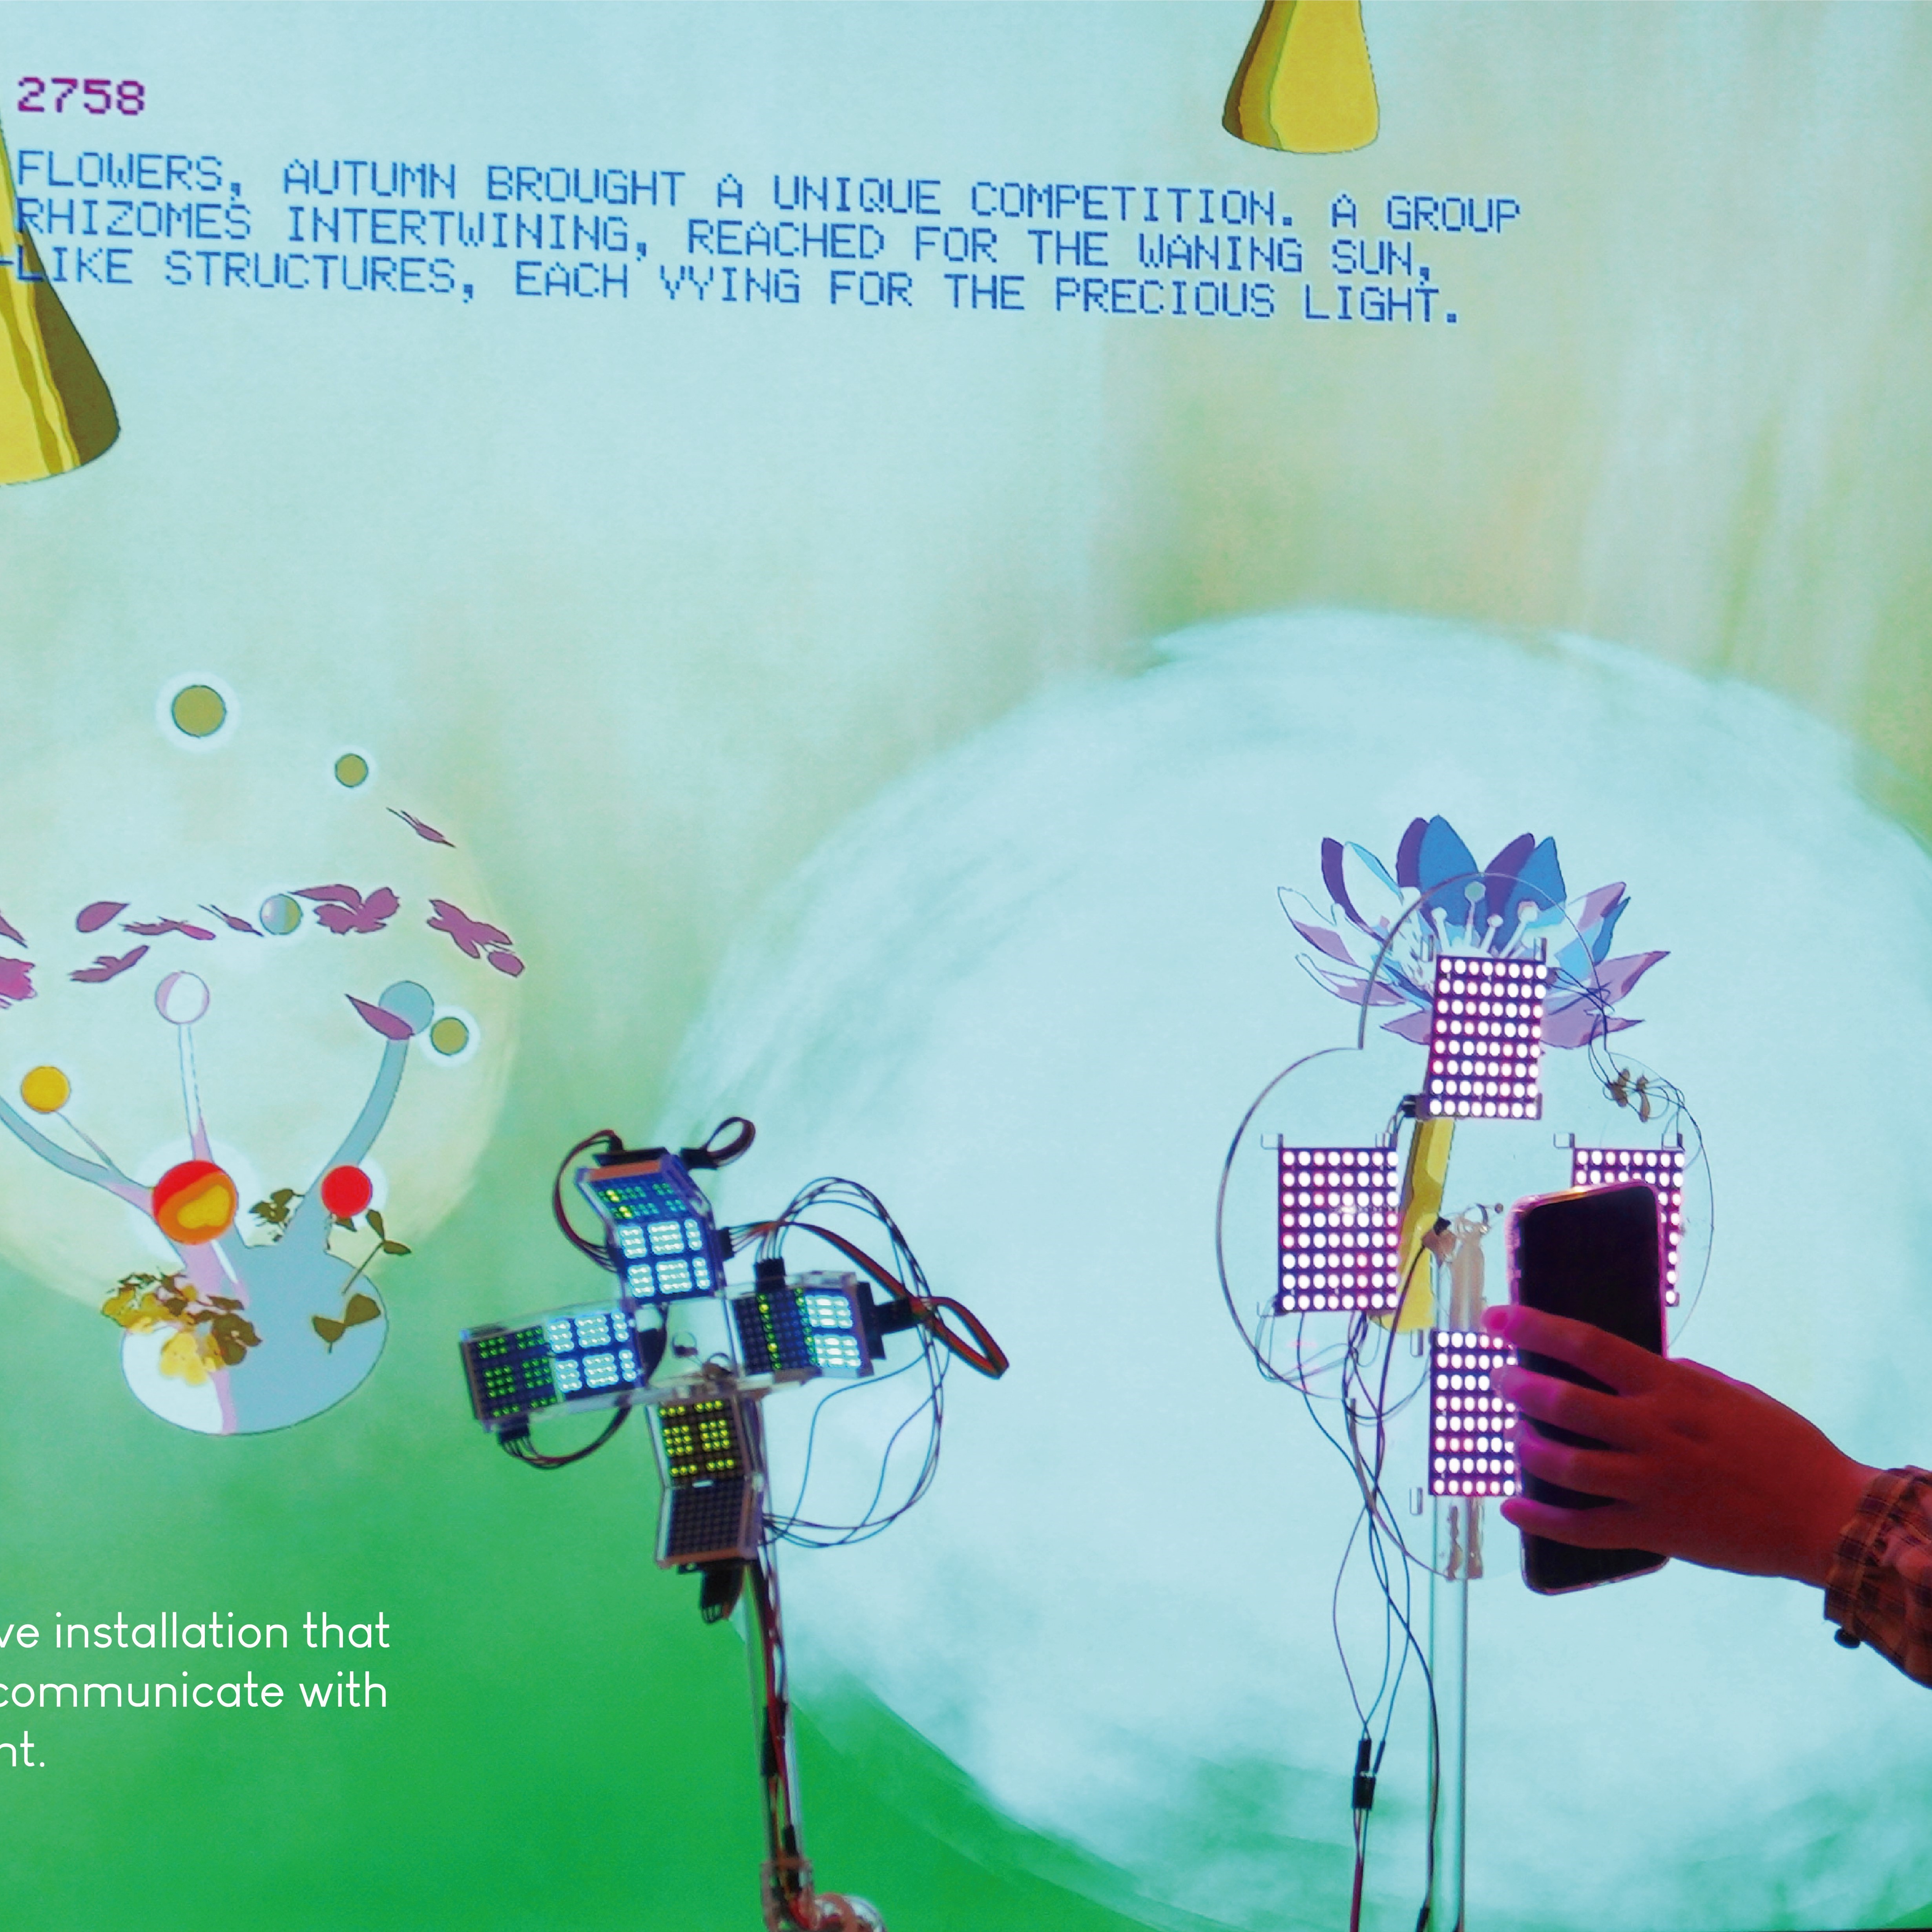 2758
FLOWERS, AUTUMN BROUGHT A UNIQUE COMPETITION. A GROUP
RHIZOMES INTERTWINING, REACHED FOR THE WANING SUN,
-LIKE STRUCTURES, EACH VYING FOR THE PRECIOUS LIGHT.
ve installation that
communicate with
nt.